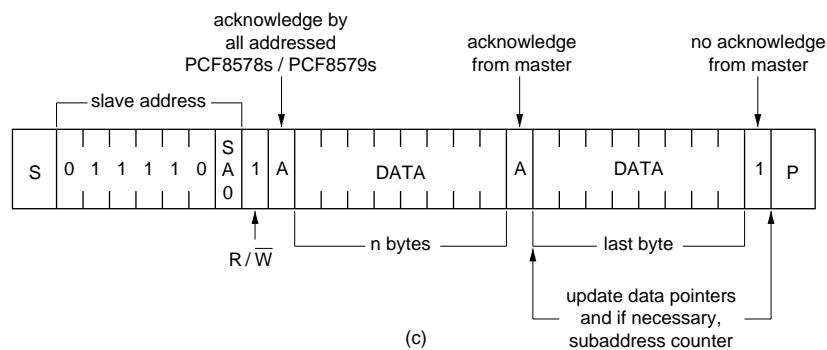 acknowledge by
all addressed
PCF8578s / PCF8579s
acknowledge
from master
no acknowledge
from master
slave address
S 0 1 1 1 1 0 SA0 1 A DATA A DATA 1 P
R / W
n bytes
last byte
update data pointers
and if necessary,
subaddress counter
(c)